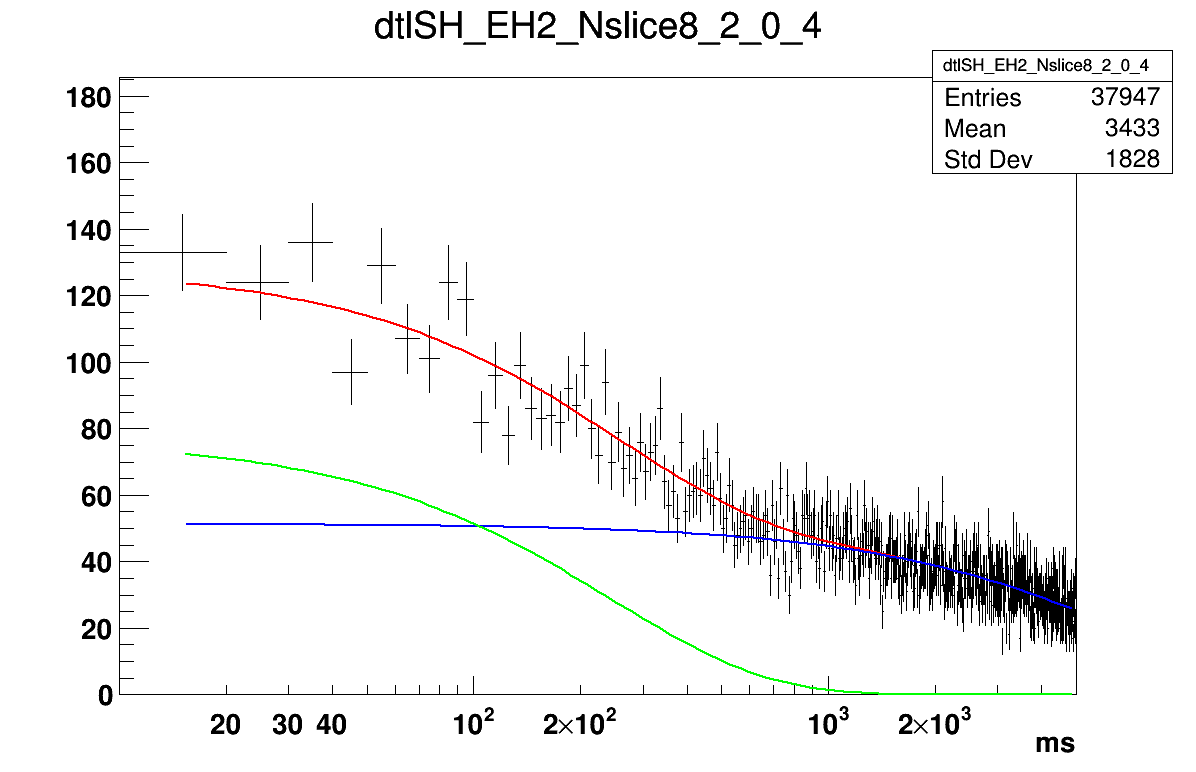 dtlSH_EH2_Nslice8_2_0_4
dtlSH_EH2_Nslice8_2_0_4
Entries 37947
Mean 3433
Std Dev 1828
180
160
140
120
100
80
60
40
20
0
20 30 40 10² 2×10² 10³ 2×10³
ms